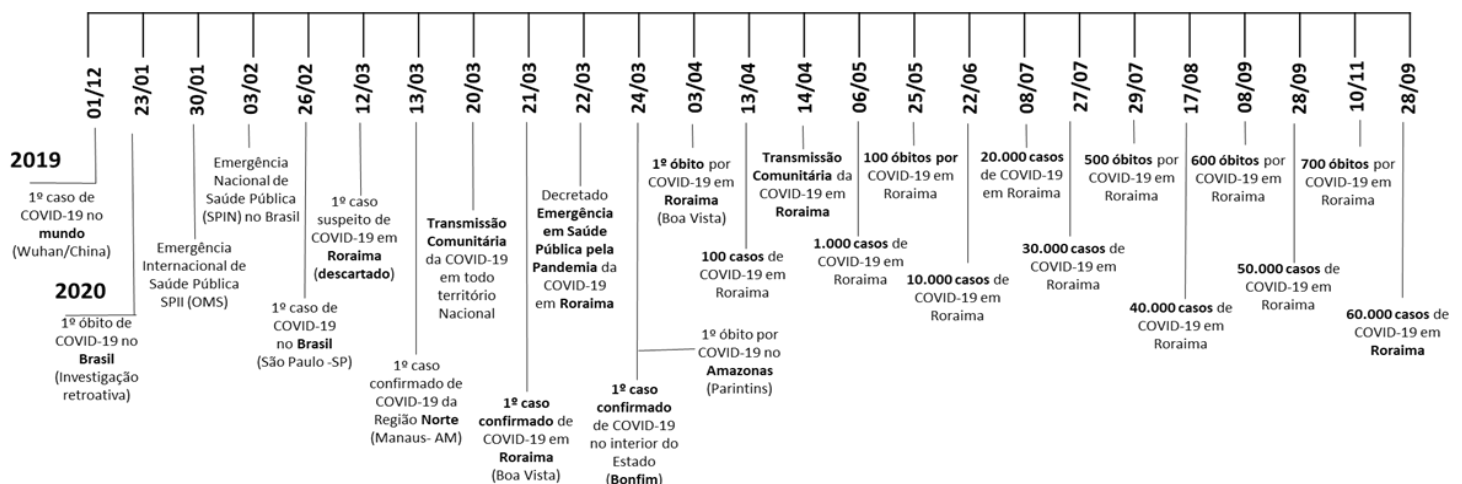 01/12
23/01
30/01
03/02
26/02
12/03
13/03
20/03
21/03
22/03
24/03
03/04
13/04
14/04
06/05
25/05
22/06
08/07
27/07
29/07
17/08
08/09
28/09
10/11
28/09
2019
1º caso de
COVID-19 no
mundo
(Wuhan/China)
2020
1º óbito de
COVID-19 no
Brasil
(Investigação
retroativa)
Emergência
Internacional de
Saúde Pública
SPII (OMS)
Emergência
Nacional de
Saúde Pública
(SPIN) no Brasil
1º caso de
COVID-19
no Brasil
(São Paulo -SP)
1º caso
suspeito de
COVID-19 em
Roraima
(descartado)
1º caso
confirmado de
COVID-19 da
Região Norte
(Manaus- AM)
Transmissão
Comunitária
da COVID-19
em todo
território
Nacional
1º caso
confirmado de
COVID-19 em
Roraima
(Boa Vista)
Decretado
Emergência
em Saúde
Pública pela
Pandemia da
COVID-19
em Roraima
1º caso
confirmado
de COVID-19
no interior do
Estado
(Bonfim)
1º óbito por
COVID-19 no
Amazonas
(Parintins)
1º óbito por
COVID-19 em
Roraima
(Boa Vista)
100 casos de
COVID-19 em
Roraima
Transmissão
Comunitária da
COVID-19 em
Roraima
1.000 casos de
COVID-19 em
Roraima
100 óbitos por
COVID-19 em
Roraima
10.000 casos de
COVID-19 em
Roraima
20.000 casos
de COVID-19
em Roraima
30.000 casos de
COVID-19 em
Roraima
500 óbitos por
COVID-19 em
Roraima
40.000 casos de
COVID-19 em
Roraima
600 óbitos por
COVID-19 em
Roraima
50.000 casos de
COVID-19 em
Roraima
700 óbitos por
COVID-19 em
Roraima
60.000 casos de
COVID-19 em
Roraima